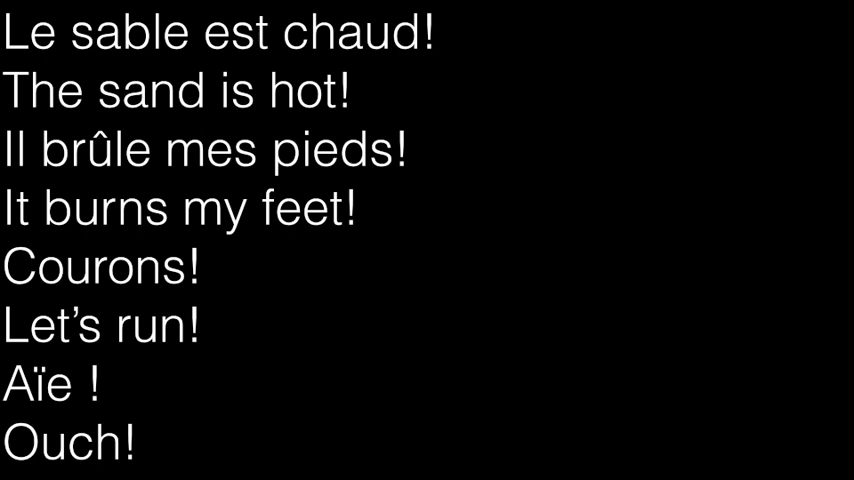 Le sable est chaud!
The sand is hot!
Il brûle mes pieds!
It burns my feet!
Courons!
Let’s run!
Aïe !
Ouch!